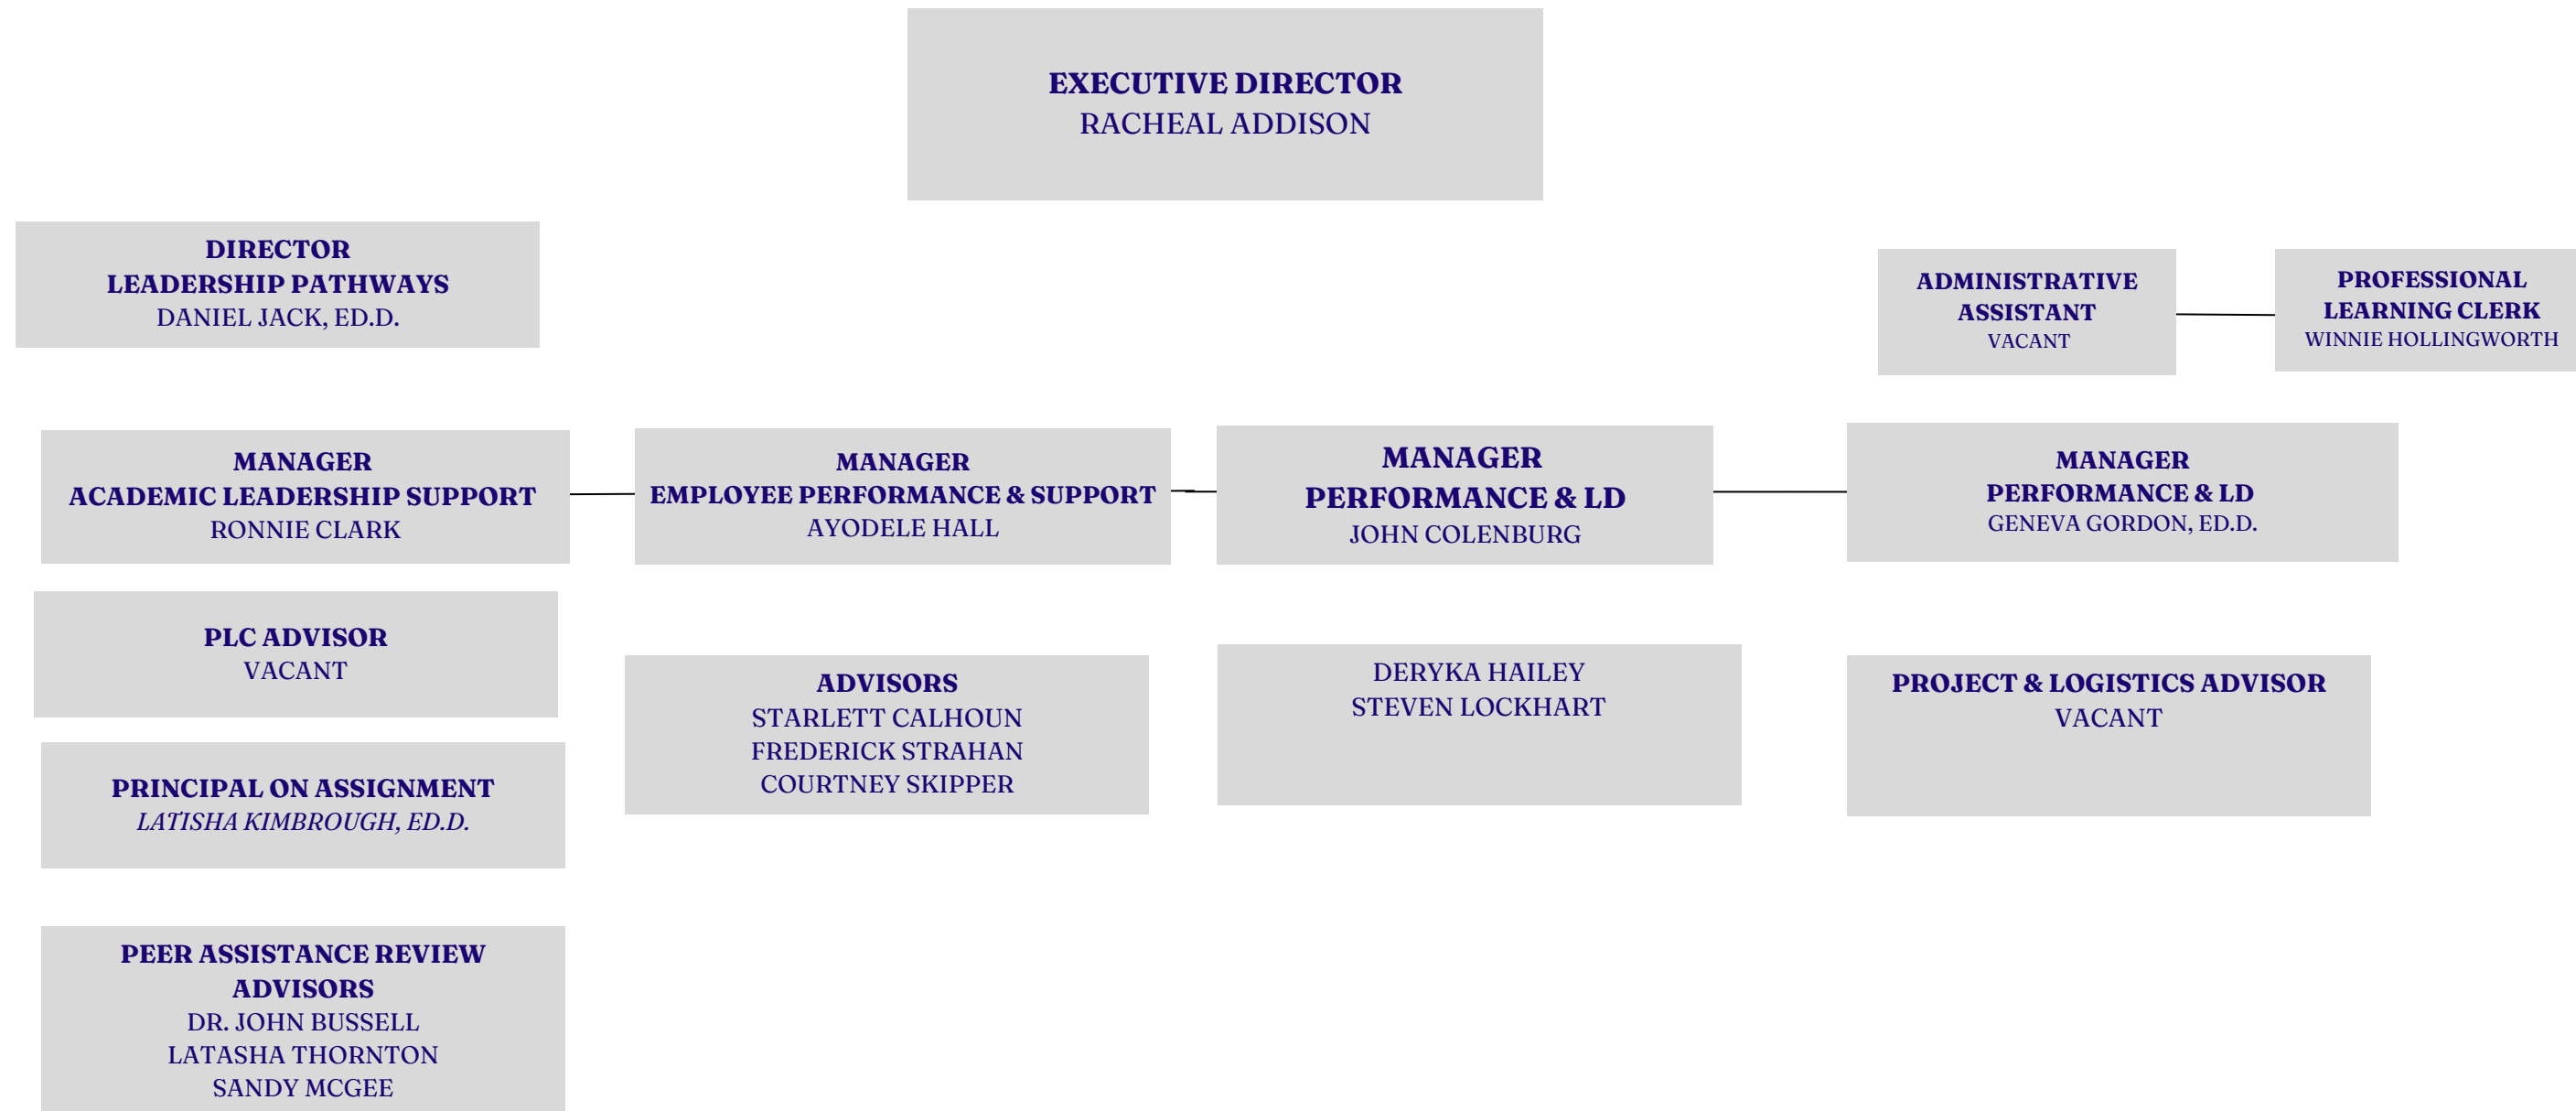 EXECUTIVE DIRECTOR
RACHEAL ADDISON
DIRECTOR
LEADERSHIP PATHWAYS
DANIEL JACK, ED.D.
ADMINISTRATIVE
ASSISTANT
VACANT
PROFESSIONAL
LEARNING CLERK
WINNIE HOLLINGWORTH
MANAGER
ACADEMIC LEADERSHIP SUPPORT
RONNIE CLARK
MANAGER
EMPLOYEE PERFORMANCE & SUPPORT
AYODELE HALL
MANAGER
PERFORMANCE & LD
JOHN COLENBURG
MANAGER
PERFORMANCE & LD
GENEVA GORDON, ED.D.
PLC ADVISOR
VACANT
ADVISORS
STARLETT CALHOUN
FREDERICK STRAHAN
COURTNEY SKIPPER
DERYKA HAILEY
STEVEN LOCKHART
PROJECT & LOGISTICS ADVISOR
VACANT
PRINCIPAL ON ASSIGNMENT
LATISHA KIMBROUGH, ED.D.
PEER ASSISTANCE REVIEW
ADVISORS
DR. JOHN BUSSELL
LATASHA THORNTON
SANDY MCGEE